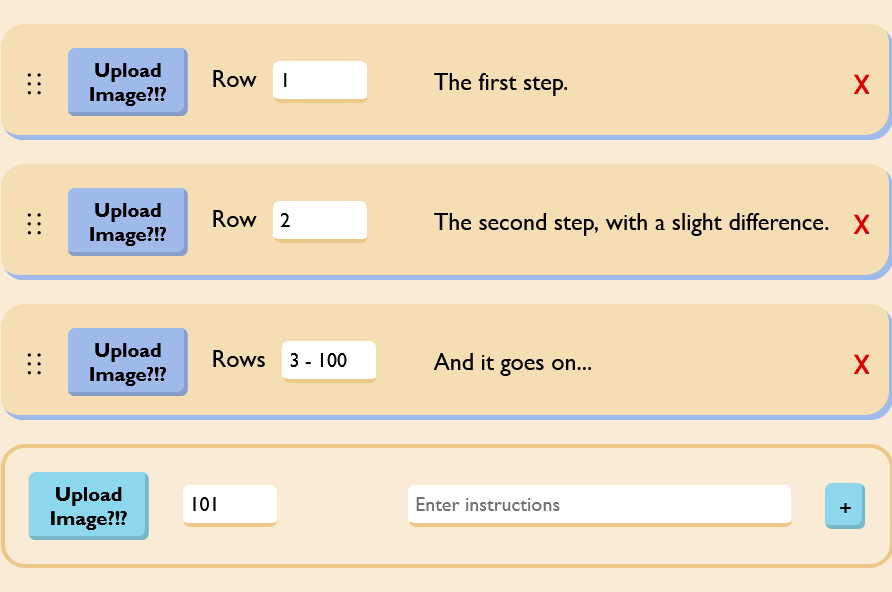 Upload
Image?!?
Row 1
The first step.
X
Upload
Image?!?
Row 2
The second step, with a slight difference.
X
Upload
Image?!?
Rows 3 - 100
And it goes on...
X
Upload
Image?!?
101
Enter instructions
+